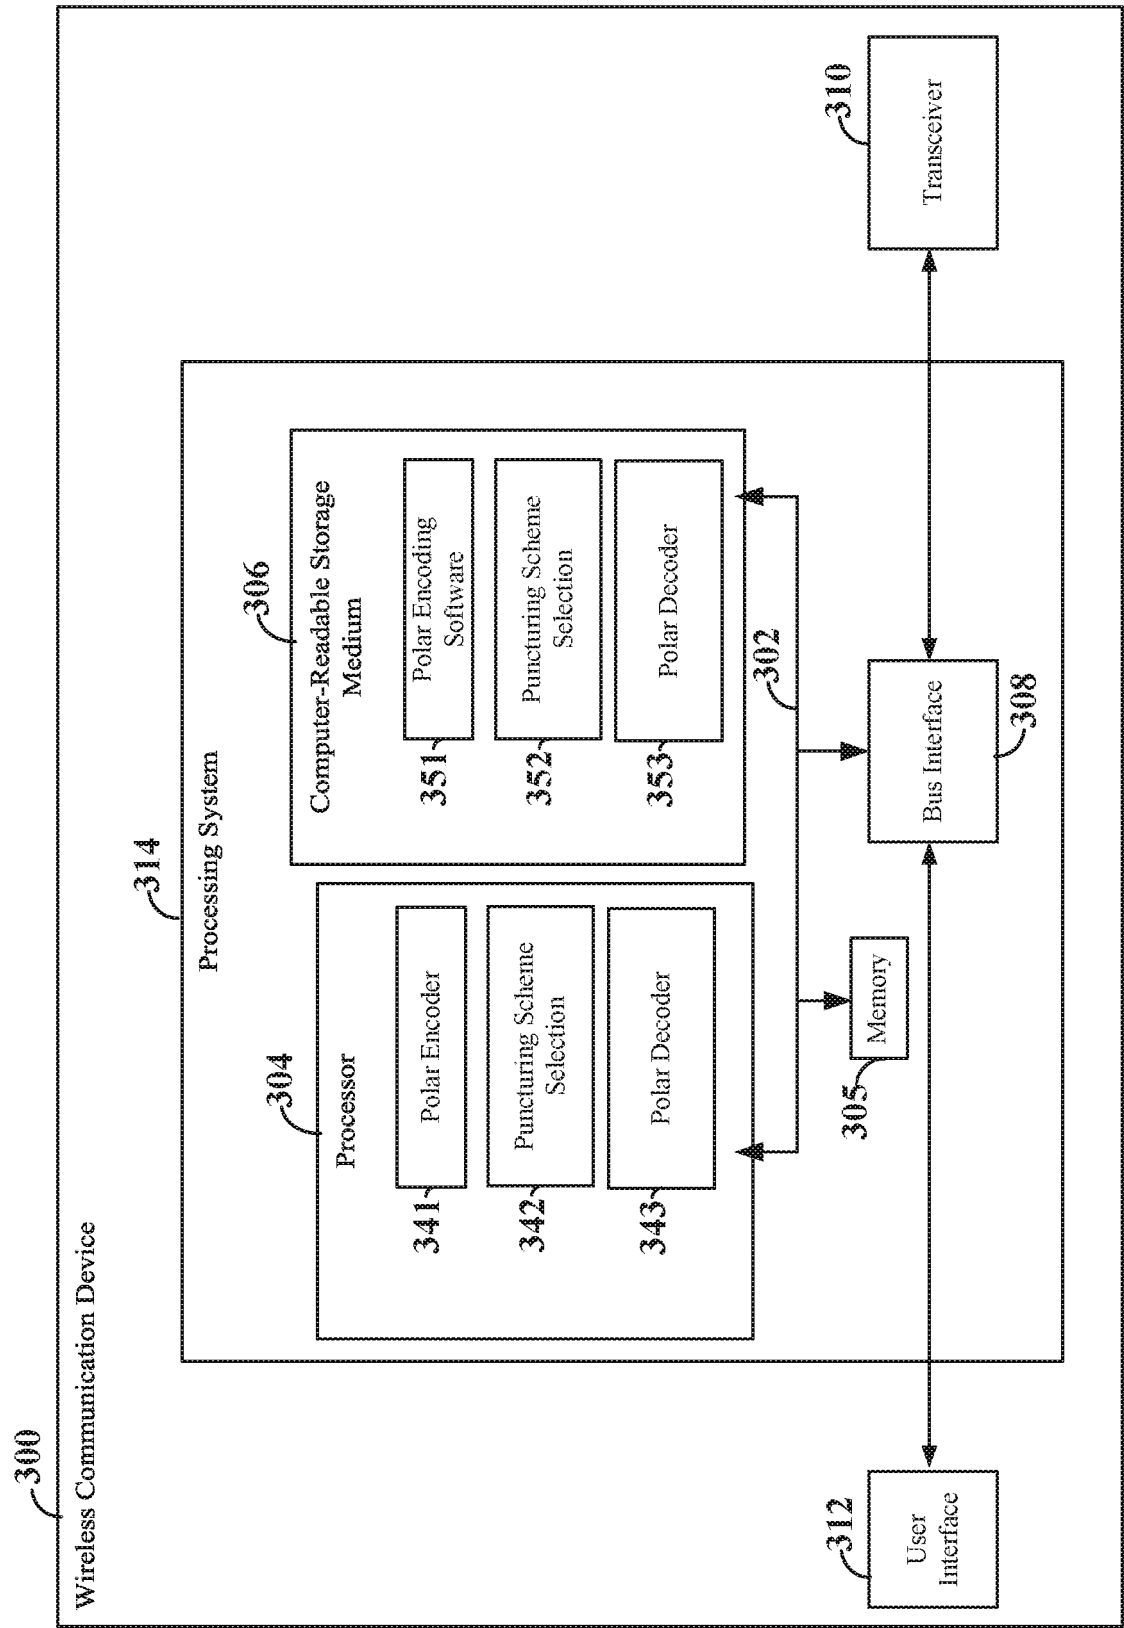 300
Wireless Communication Device
314
Processing System
304
Processor
341
Polar Encoder
342
Puncturing Scheme
Selection
343
Polar Decoder
306
Computer-Readable Storage
Medium
351
Polar Encoding
Software
352
Puncturing Scheme
Selection
353
Polar Decoder
302
305
Memory
312
User
Interface
Bus Interface
308
310
Transceiver